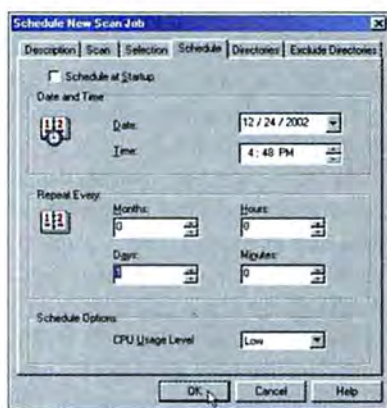 Schedule New Scan Job
Description Scan Selection Schedule Directories Exclude Directories
Schedule at Startup
Date and Time
Date: 12 / 24 / 2002
Time: 4 : 48 PM
Repeat Every:
Months: Hours:
0 0
Days: Minutes:
1 0
Schedule Options
CPU Usage Level Low
OK Cancel Help